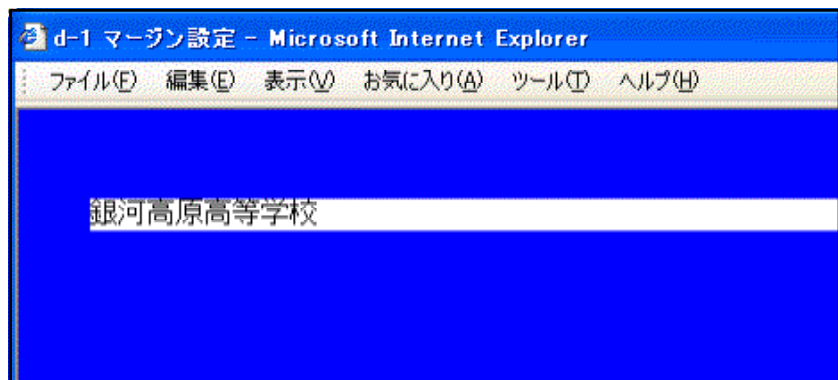 d-1 マージン設定 - Microsoft Internet Explorer
ファイル(F) 編集(E) 表示(V) お気に入り(A) ツール(T) ヘルプ(H)
銀河高原高等学校